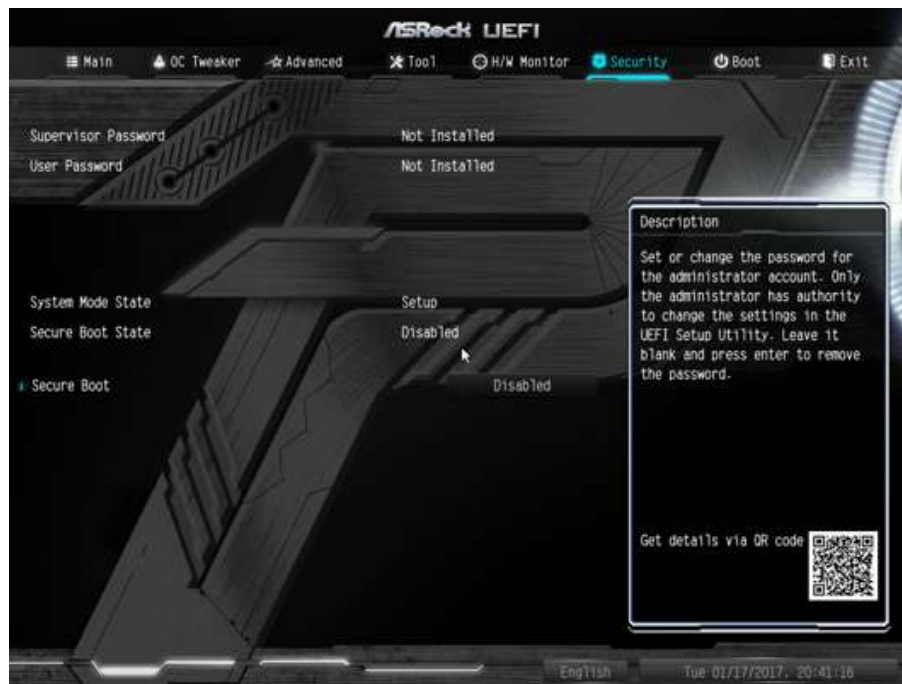 ASRock UEFI
Main OC Tweaker Advanced Tool H/W Monitor Security Boot Exit
Supervisor Password Not Installed
User Password Not Installed
System Mode State Setup
Secure Boot State Disabled
Secure Boot Disabled
Description
Set or change the password for
the administrator account. Only
the administrator has authority
to change the settings in the
UEFI Setup Utility. Leave it
blank and press enter to remove
the password.
Get details via QR code
English Tue 01/17/2017. 20:41:16